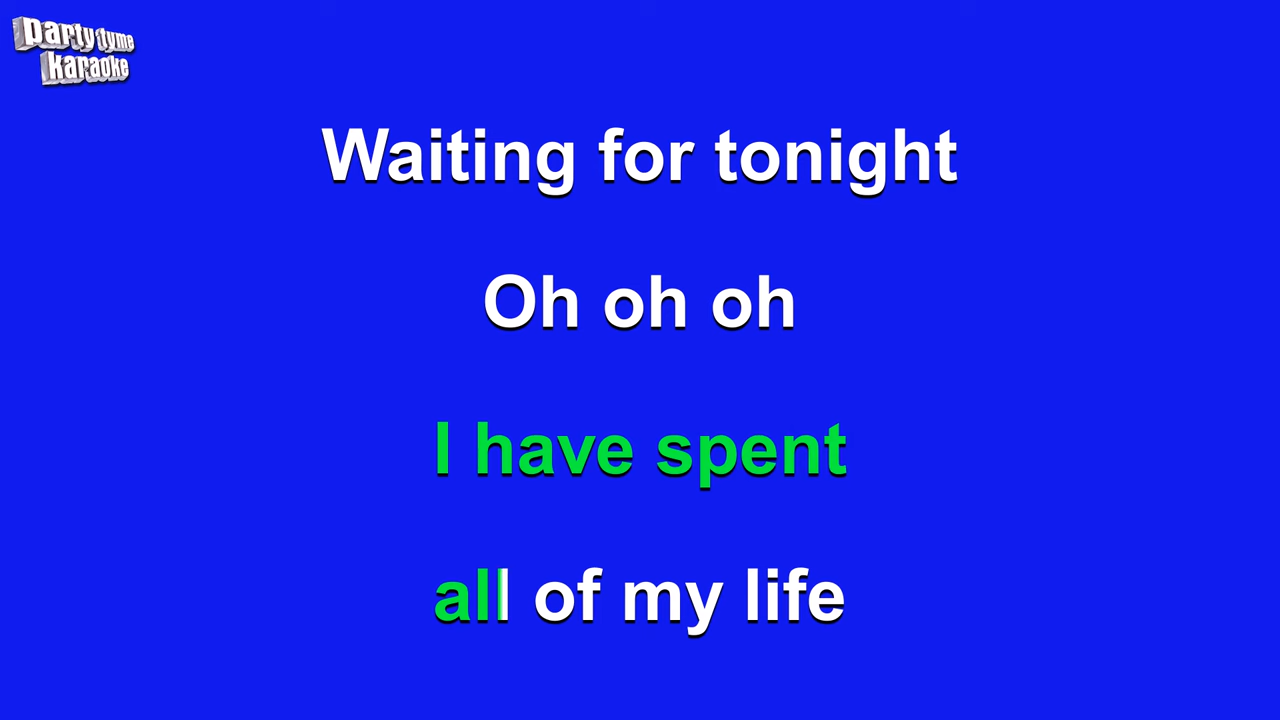 party tyme
karaoke
Waiting for tonight
Oh oh oh
I have spent
all of my life